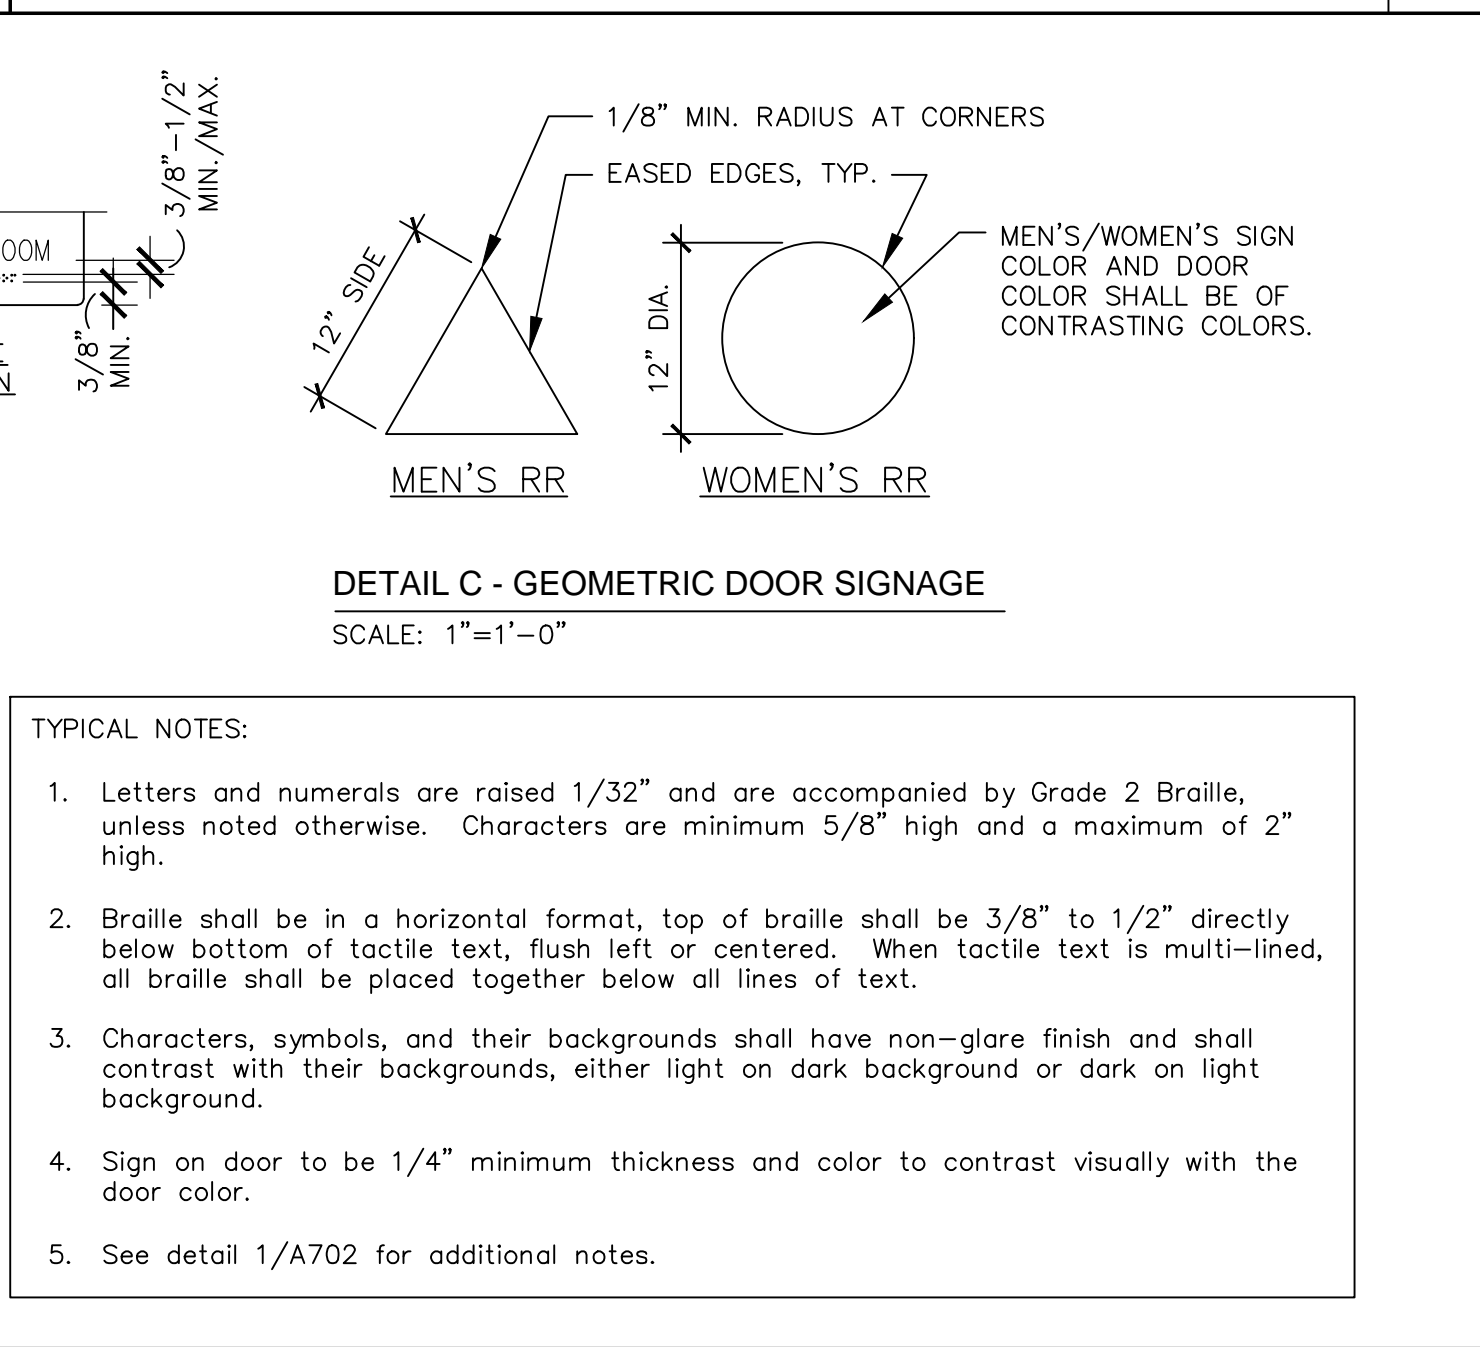 3/8"-1/2"
MIN./MAX.
OOM
3/8"
MIN.
1/8" MIN. RADIUS AT CORNERS
EASED EDGES, TYP.
MEN'S/WOMEN'S SIGN
COLOR AND DOOR
COLOR SHALL BE OF
CONTRASTING COLORS.
12" SIDE
12" DIA.
MEN'S RR
WOMEN'S RR
DETAIL C - GEOMETRIC DOOR SIGNAGE
SCALE: 1"=1'-0"
TYPICAL NOTES:
1. Letters and numerals are raised 1/32" and are accompanied by Grade 2 Braille,
unless noted otherwise. Characters are minimum 5/8" high and a maximum of 2"
high.
2. Braille shall be in a horizontal format, top of braille shall be 3/8" to 1/2" directly
below bottom of tactile text, flush left or centered. When tactile text is multi-lined,
all braille shall be placed together below all lines of text.
3. Characters, symbols, and their backgrounds shall have non-glare finish and shall
contrast with their backgrounds, either light on dark background or dark on light
background.
4. Sign on door to be 1/4" minimum thickness and color to contrast visually with the
door color.
5. See detail 1/A702 for additional notes.